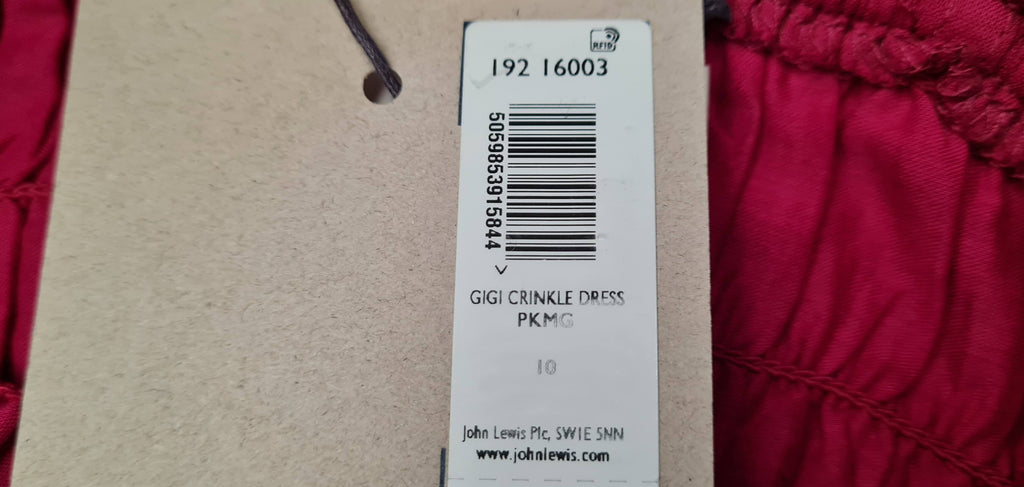 RFID
192 16003
5059853915844
GIGI CRINKLE DRESS
PKMG
10
John Lewis Plc, SW1E 5NN
www.johnlewis.com